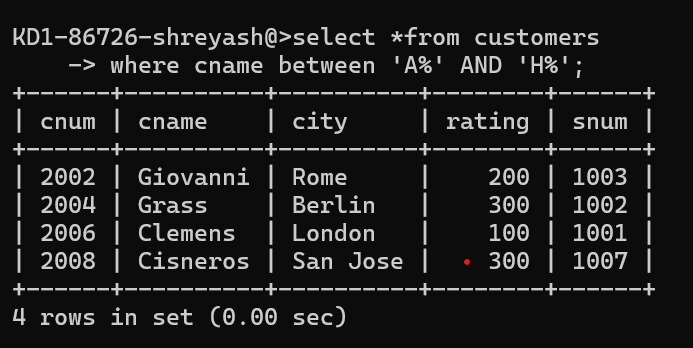 KD1-86726-shreyash@>select *from customers
    -> where cname between 'A%' AND 'H%';
+------+----------+----------+--------+------+
| cnum | cname    | city     | rating | snum |
+------+----------+----------+--------+------+
| 2002 | Giovanni | Rome     |    200 | 1003 |
| 2004 | Grass    | Berlin   |    300 | 1002 |
| 2006 | Clemens  | London   |    100 | 1001 |
| 2008 | Cisneros | San Jose |    300 | 1007 |
+------+----------+----------+--------+------+
4 rows in set (0.00 sec)